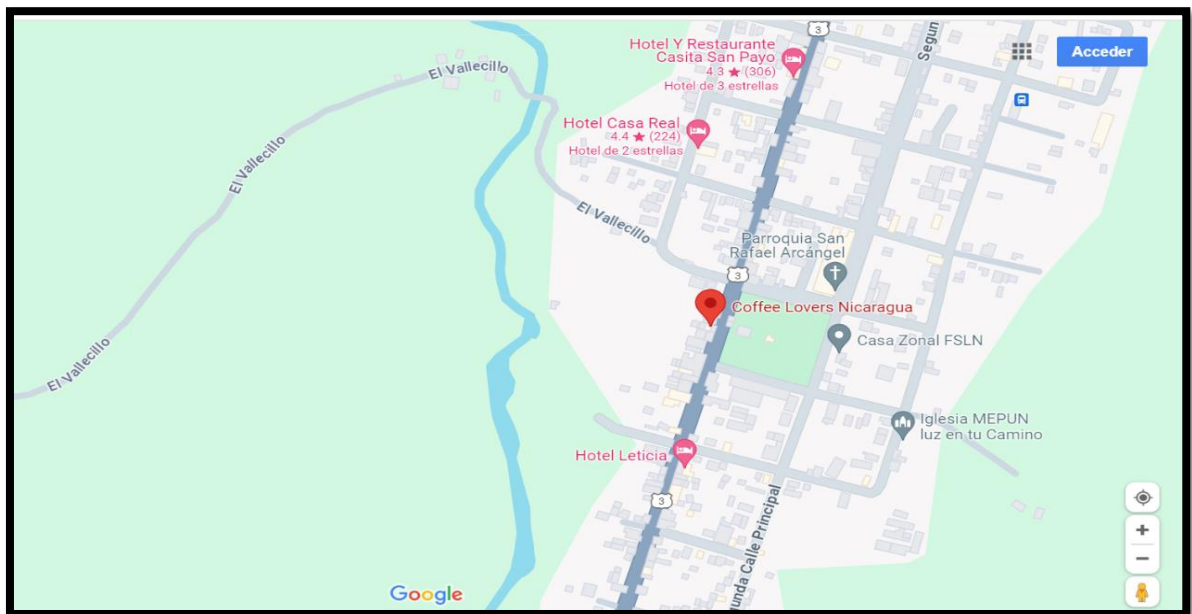 3
Segun
Acceder
Hotel Y Restaurante
Casita San Payo
4.3 ★ (306)
Hotel de 3 estrellas
El Vallecillo
Hotel Casa Real
4.4 ★ (224)
Hotel de 2 estrellas
El Vallecillo
El Vallecillo
Parroquia San
Rafael Arcángel
3
Coffee Lovers Nicaragua
Casa Zonal FSLN
El Vallecillo
Iglesia MEPUN
luz en tu Camino
Hotel Leticia
3
unda Calle Principal
+
−
Google